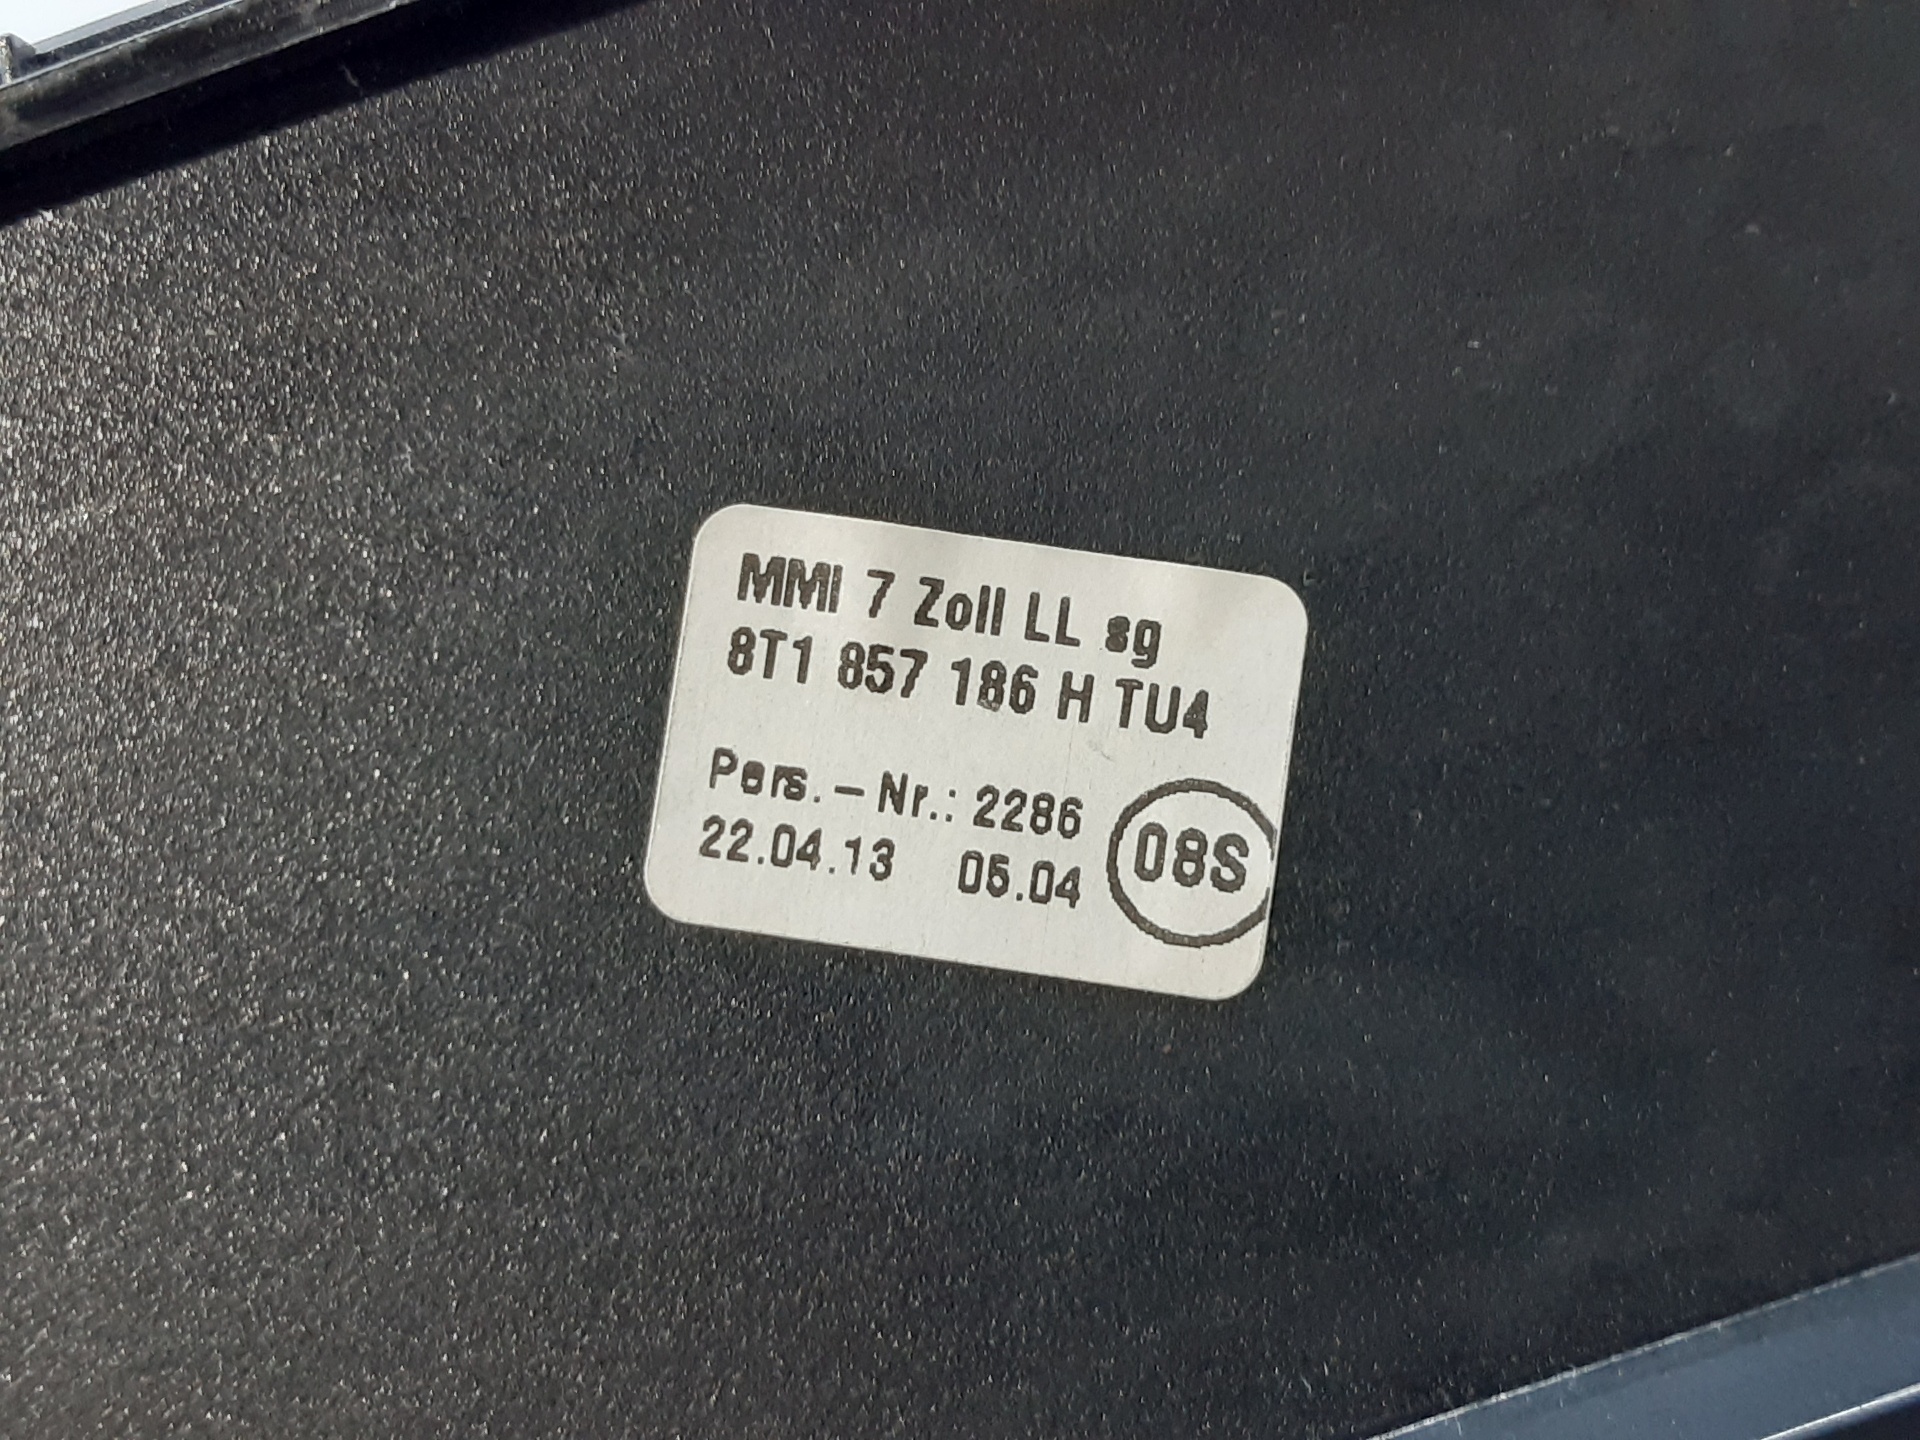 MMI 7 Zoll LL sg
8T1 857 186 H TU4
Pers.-Nr.: 2286
22.04.13 05.04
08S